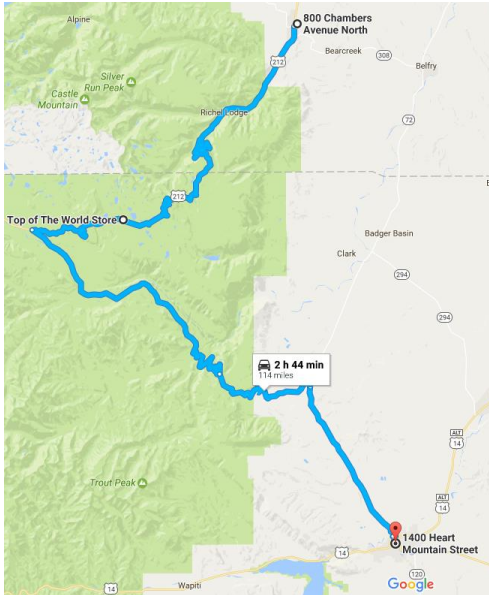 800 Chambers
Avenue North
Alpine
Bearcreek
308
212
Belfry
Silver
Run Peak
Castle
Mountain
Richel Lodge
72
212
Top of The World Store
Badger Basin
Clark
294
294
2 h 44 min
114 miles
ALT
14
Trout Peak
ALT
14
1400 Heart
Mountain Street
14
120
Google
14
Wapiti